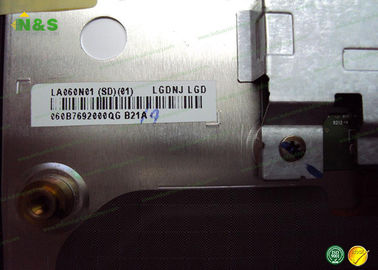 N&S
LA060N01 (SD)(01) LGDNJ LGD
060B7692000QG B21A